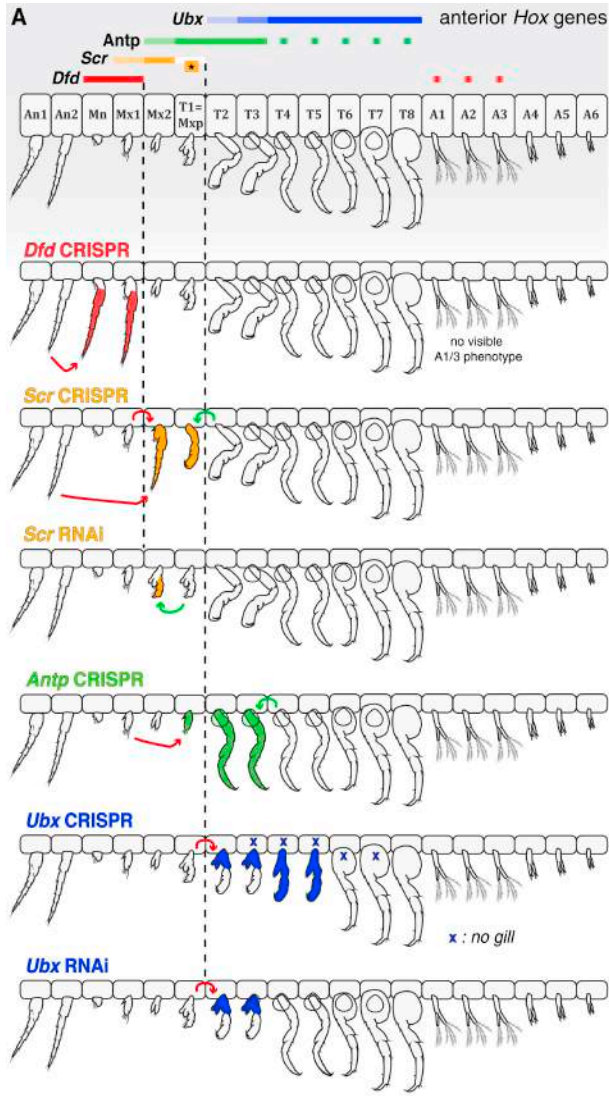 A
Ubx
anterior Hox genes
Antp
Scr
★
Dfd
An1 An2 Mn Mx1 Mx2 T1= Mxp T2 T3 T4 T5 T6 T7 T8 A1 A2 A3 A4 A5 A6
Dfd CRISPR
no visible
A1/3 phenotype
Scr CRISPR
Scr RNAi
Antp CRISPR
Ubx CRISPR
x x x
x x
x : no gill
Ubx RNAi